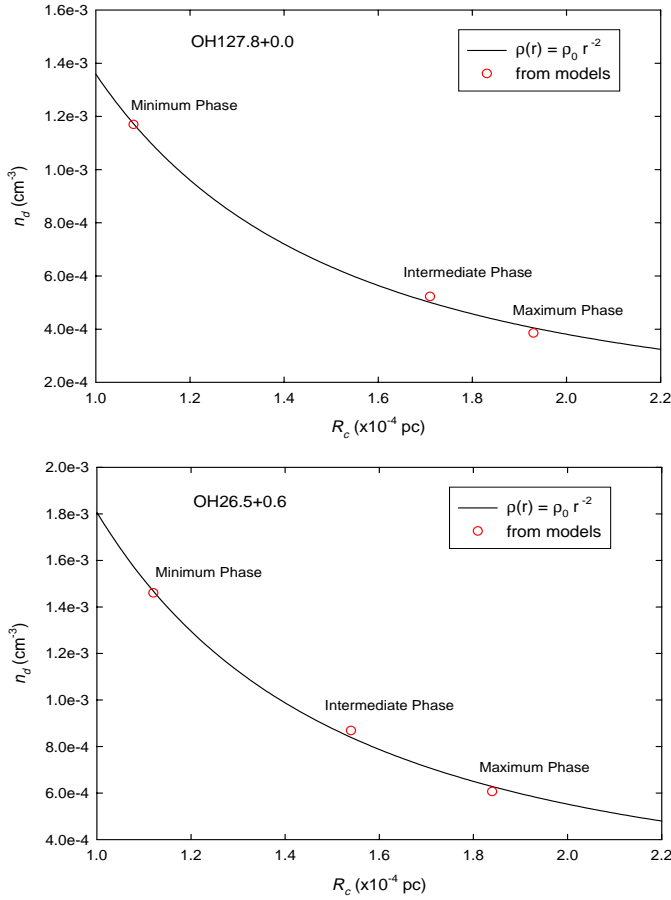 OH127.8+0.0
ρ(r) = ρ₀ r⁻²
from models
1.6e-3
1.4e-3
1.2e-3
1.0e-3
8.0e-4
6.0e-4
4.0e-4
2.0e-4
n_d (cm⁻³)
Minimum Phase
Intermediate Phase
Maximum Phase
1.0 1.2 1.4 1.6 1.8 2.0 2.2
R_c (x10⁻⁴ pc)
OH26.5+0.6
ρ(r) = ρ₀ r⁻²
from models
2.0e-3
1.8e-3
1.6e-3
1.4e-3
1.2e-3
1.0e-3
8.0e-4
6.0e-4
4.0e-4
n_d (cm⁻³)
Minimum Phase
Intermediate Phase
Maximum Phase
1.0 1.2 1.4 1.6 1.8 2.0 2.2
R_c (x10⁻⁴ pc)